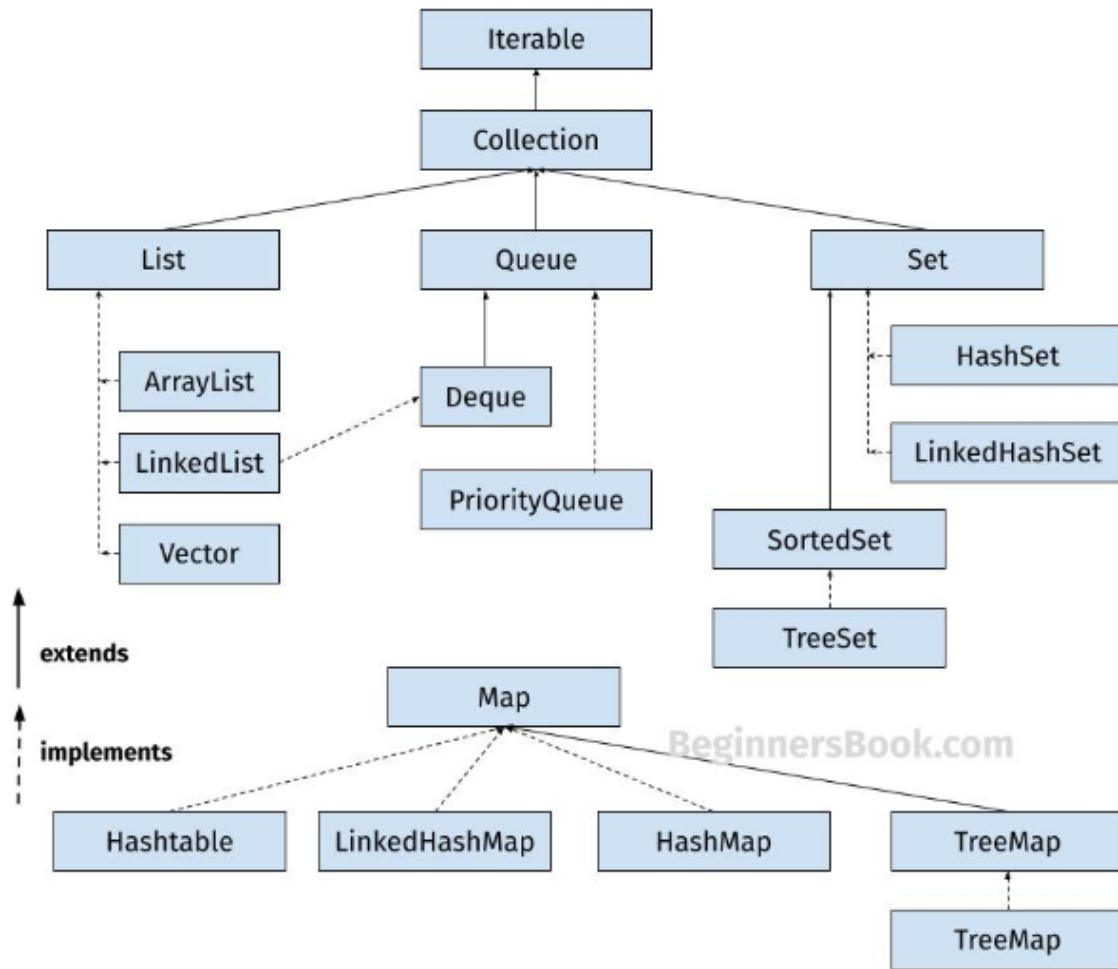 Iterable
Collection
List
Queue
Set
HashSet
ArrayList
Deque
LinkedList
LinkedHashSet
PriorityQueue
SortedSet
Vector
TreeSet
extends
Map
implements
BeginnersBook.com
Hashtable
LinkedHashMap
HashMap
TreeMap
TreeMap